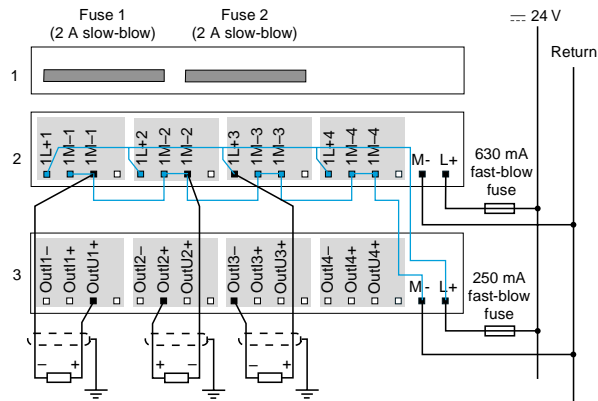 Fuse 1
(2 A slow-blow)
Fuse 2
(2 A slow-blow)
24 V
Return
1
2
1L+1
1M–1
1M–1
1L+2
1M–2
1M–2
1L+3
1M–3
1M–3
1L+4
1M–4
1M–4
M- L+
630 mA
fast-blow
fuse
3
OutI1–
OutI1+
OutU1+
OutI2–
OutI2+
OutU2+
OutI3–
OutI3+
OutU3+
OutI4–
OutI4+
OutU4+
M- L+
250 mA
fast-blow
fuse
– +
+ –
– +